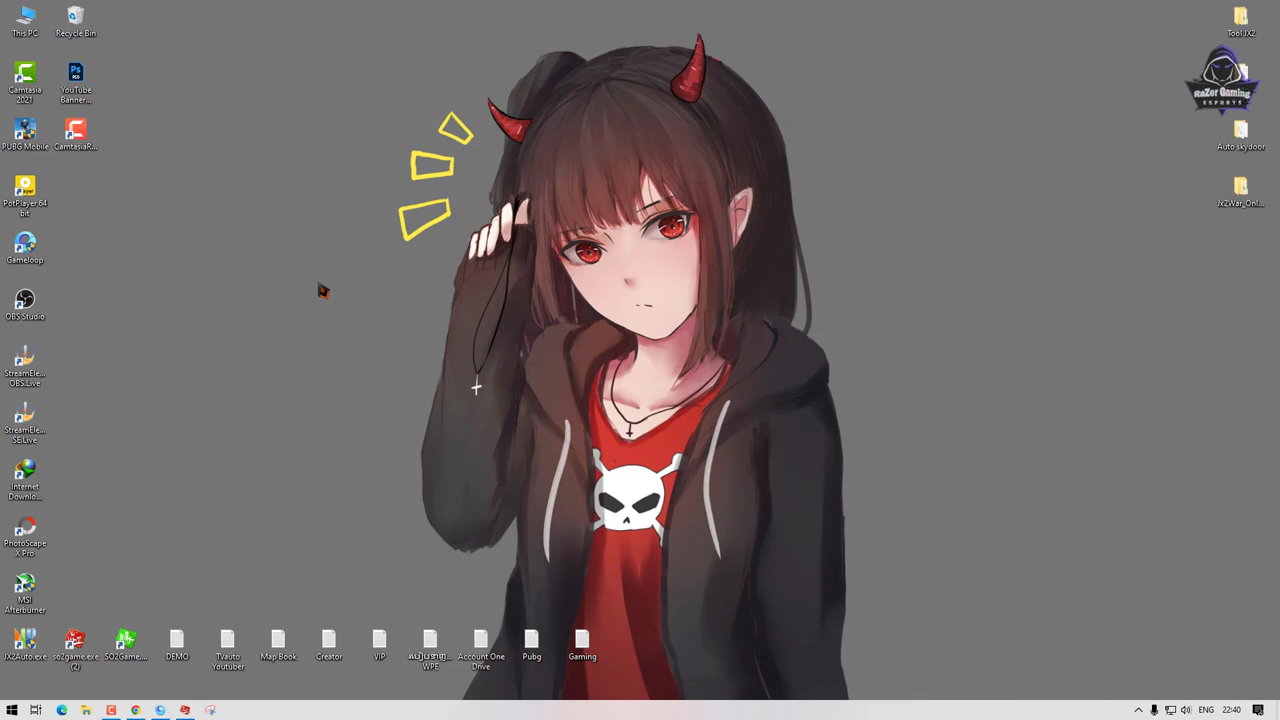 This PC
Recycle Bin
Camtasia
2021
YouTube
Banner...
PUBG Mobile
CamtasiaR...
PotPlayer 64
bit
Gameloop
OBS Studio
StreamEle...
OBS.Live
StreamEle...
SE.Live
Internet
Downlo...
PhotoScape
X Pro
MSI
Afterburner
JX2Auto.exe
so2game.exe
(2)
SO2Game....
DEMO
TVauto
Youtuber
Map Book
Creator
VIP
WPE
Account One
Drive
Pubg
Gaming
Tool JX2
RaZer Gaming
ESPORTS
Auto skydoor
Jx2War_Onl...
ENG
22:40